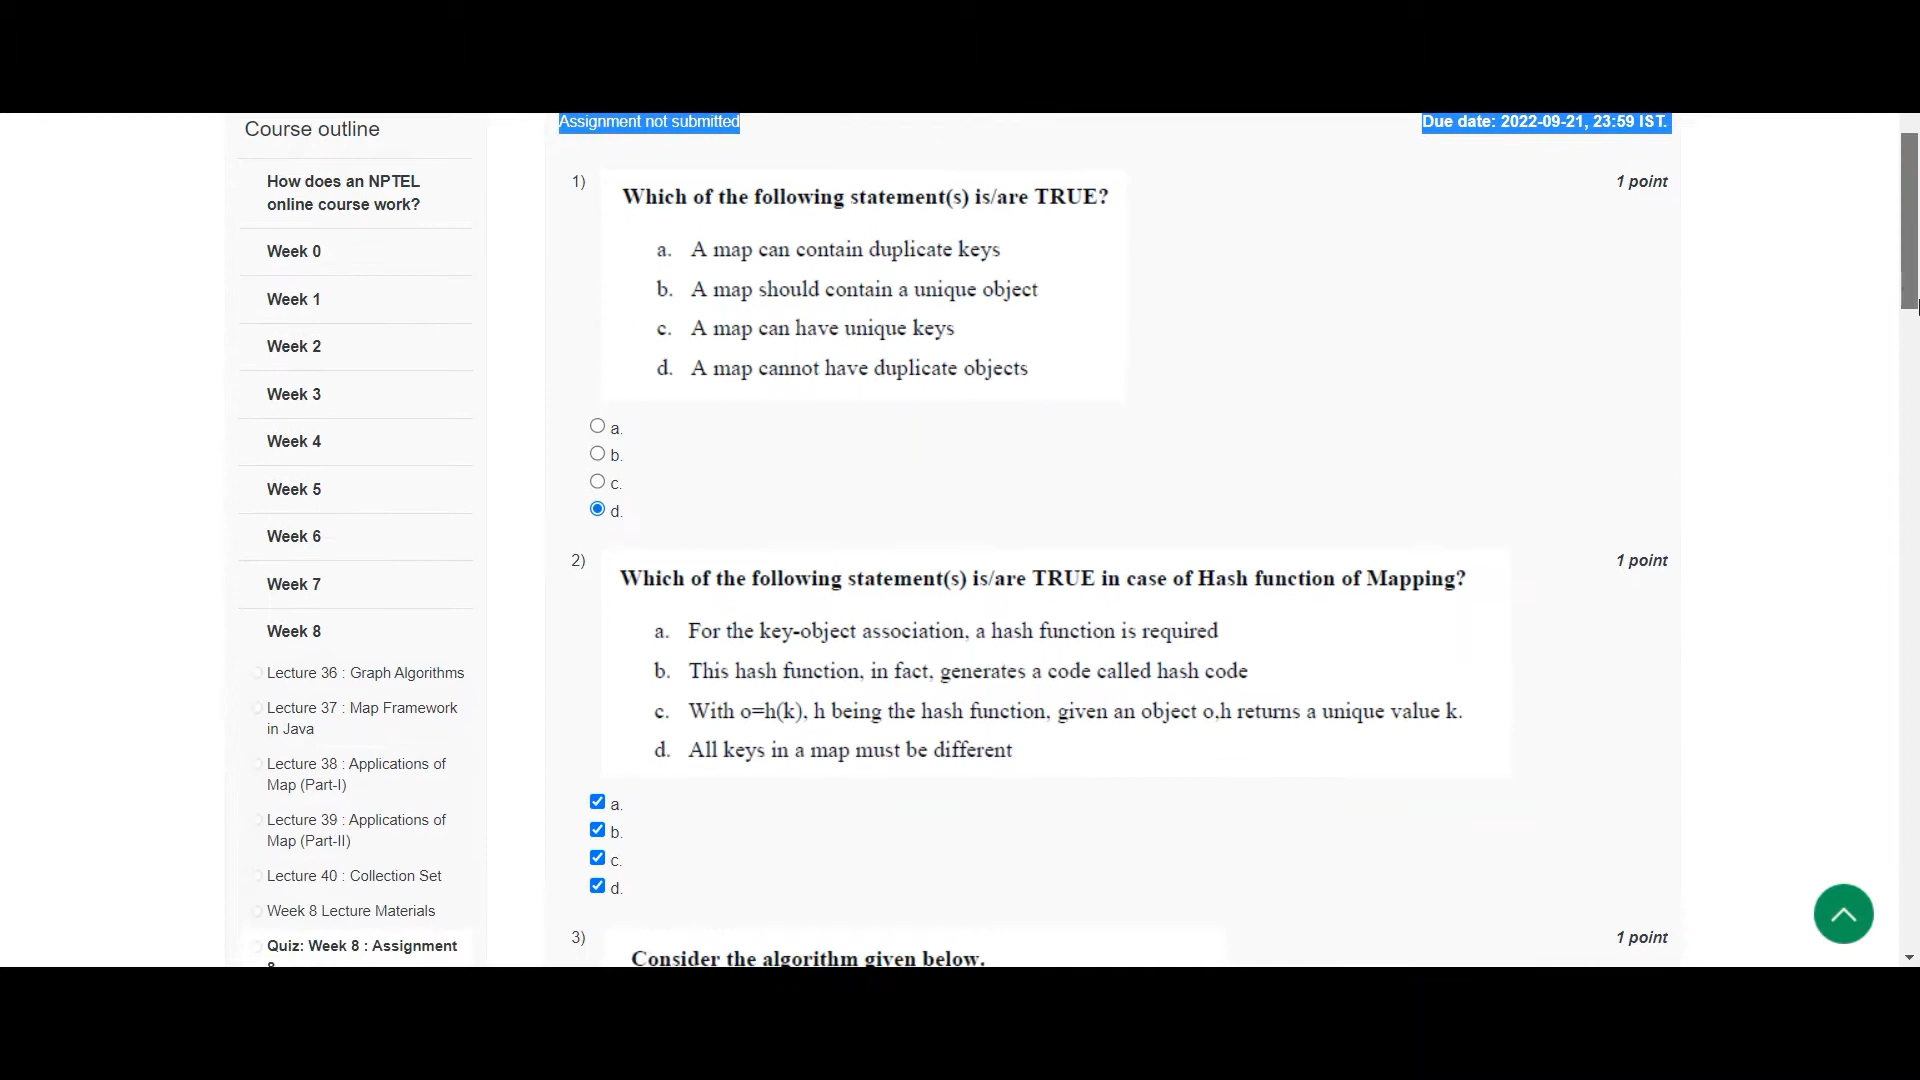 Course outline
How does an NPTEL
online course work?
Week 0
Week 1
Week 2
Week 3
Week 4
Week 5
Week 6
Week 7
Week 8
Lecture 36 : Graph Algorithms
Lecture 37 : Map Framework
in Java
Lecture 38 : Applications of
Map (Part-I)
Lecture 39 : Applications of
Map (Part-II)
Lecture 40 : Collection Set
Week 8 Lecture Materials
Quiz: Week 8 : Assignment
Assignment not submitted
Due date: 2022-09-21, 23:59 IST.
1)
1 point
Which of the following statement(s) is/are TRUE?
a. A map can contain duplicate keys
b. A map should contain a unique object
c. A map can have unique keys
d. A map cannot have duplicate objects
a.
b.
c.
d.
2)
1 point
Which of the following statement(s) is/are TRUE in case of Hash function of Mapping?
a. For the key-object association, a hash function is required
b. This hash function, in fact, generates a code called hash code
c. With o=h(k), h being the hash function, given an object o,h returns a unique value k.
d. All keys in a map must be different
a.
b.
c.
d.
3)
1 point
Consider the algorithm given below.